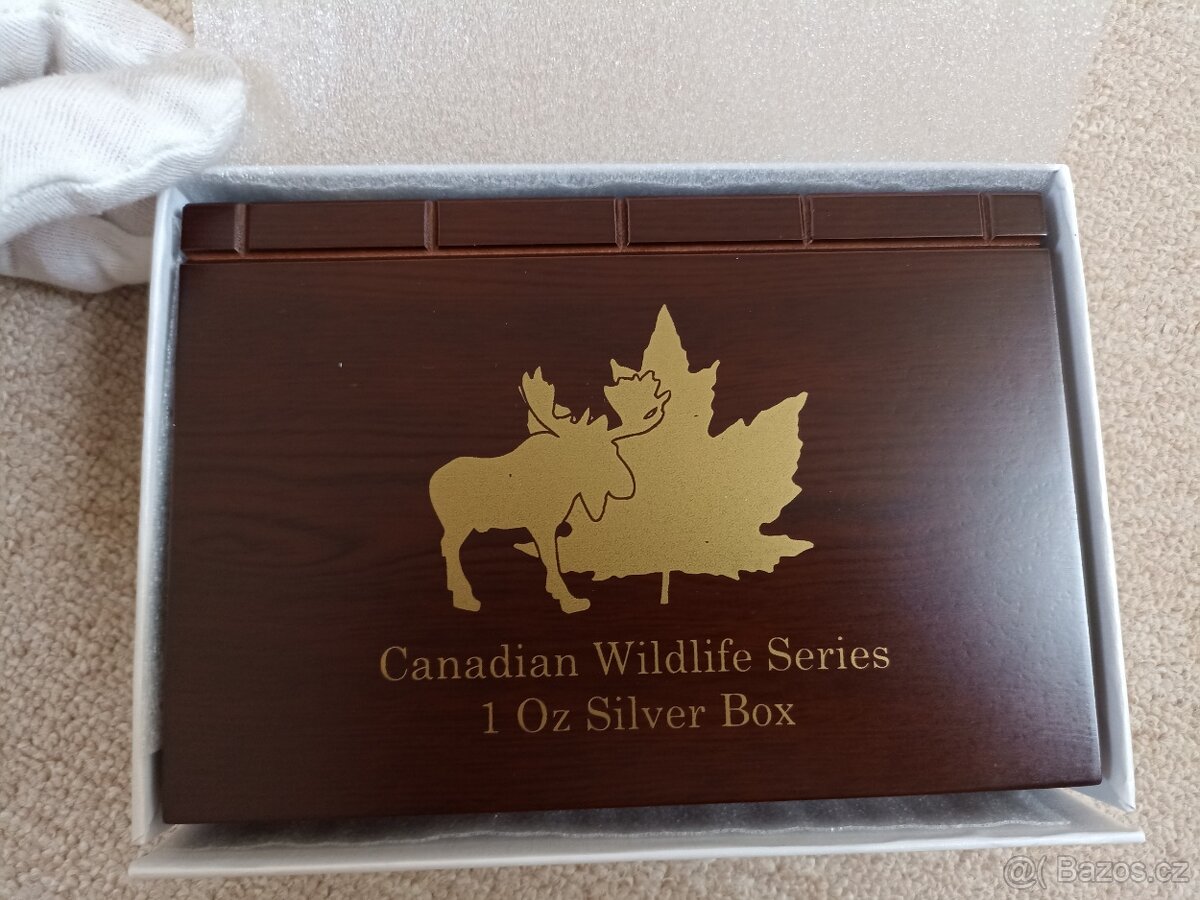 Canadian Wildlife Series
1 Oz Silver Box
@( Bazos.cz